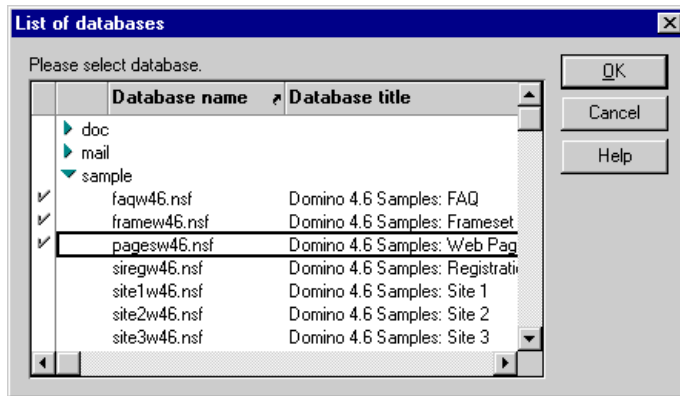 List of databases
Please select database.
OK
Cancel
Help
Database name Database title
doc
mail
sample
faqw46.nsf Domino 4.6 Samples: FAQ
framew46.nsf Domino 4.6 Samples: Frameset
pagesw46.nsf Domino 4.6 Samples: Web Pag
siregw46.nsf Domino 4.6 Samples: Registrati
site1w46.nsf Domino 4.6 Samples: Site 1
site2w46.nsf Domino 4.6 Samples: Site 2
site3w46.nsf Domino 4.6 Samples: Site 3